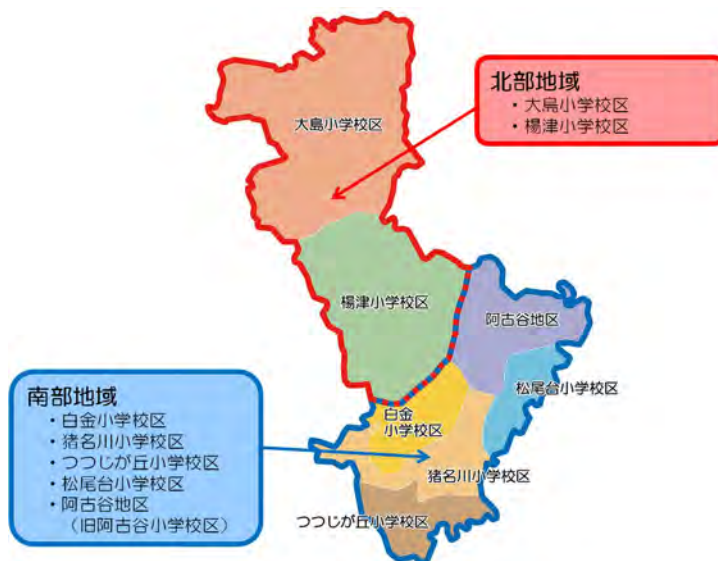 北部地域
・大島小学校区
・楊津小学校区
大島小学校区
楊津小学校区
阿古谷地区
松尾台小学校区
白金
小学校区
猪名川小学校区
つつじが丘小学校区
南部地域
・白金小学校区
・猪名川小学校区
・つつじが丘小学校区
・松尾台小学校区
・阿古谷地区
（旧阿古谷小学校区）